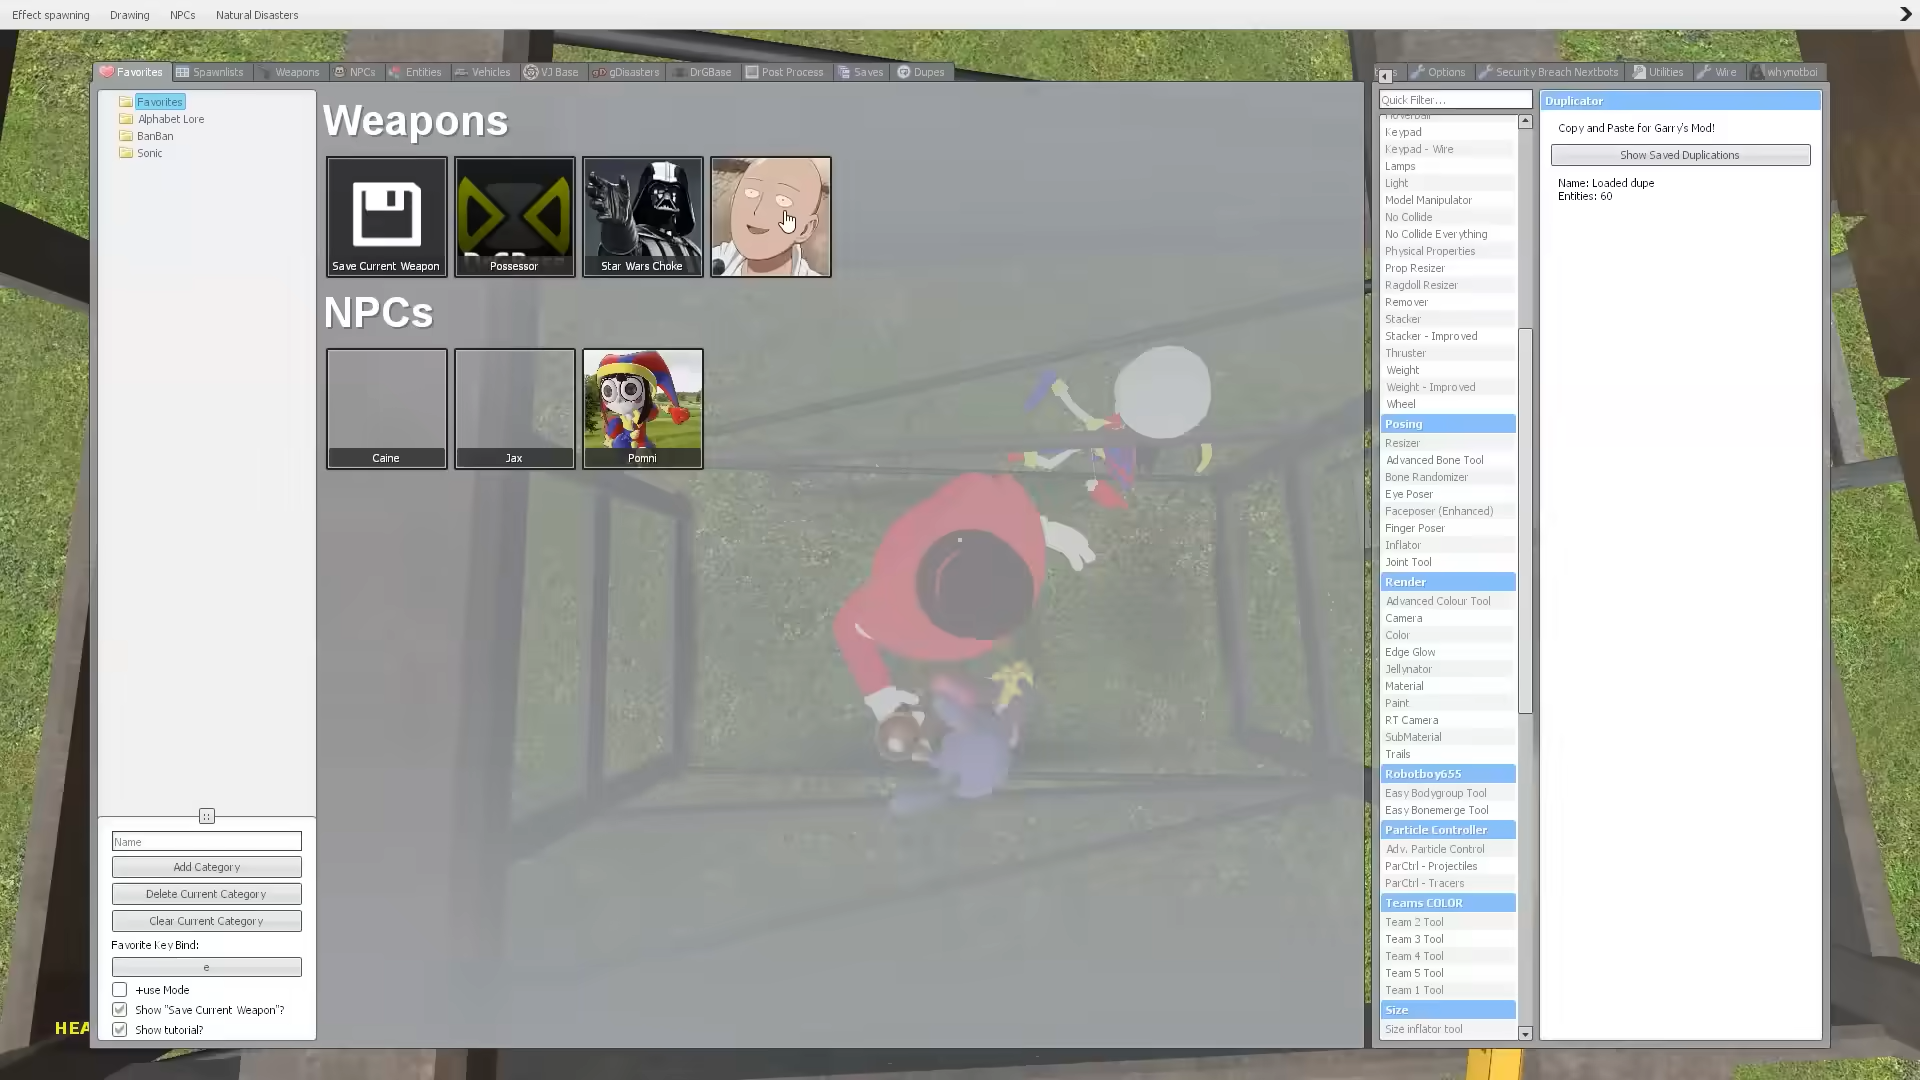 Effect spawning Drawing NPCs Natural Disasters
Favorites Spawnlists Weapons NPCs Entities Vehicles VJ Base gDisasters DrGBase Post Process Saves Dupes
Options Security Breach Nextbots Utilities Wire whynotboi
Favorites
Alphabet Lore
BanBan
Sonic
Weapons
Save Current Weapon
Possessor
Star Wars Choke
NPCs
Caine
Jax
Pomni
Name
Add Category
Delete Current Category
Clear Current Category
Favorite Key Bind:
e
+use Mode
Show "Save Current Weapon"?
Show tutorial?
HEA
Quick Filter...
Hoverball
Keypad
Keypad - Wire
Lamps
Light
Model Manipulator
No Collide
No Collide Everything
Physical Properties
Prop Resizer
Ragdoll Resizer
Remover
Stacker
Stacker - Improved
Thruster
Weight
Weight - Improved
Wheel
Posing
Resizer
Advanced Bone Tool
Bone Randomizer
Eye Poser
Faceposer (Enhanced)
Finger Poser
Inflator
Joint Tool
Render
Advanced Colour Tool
Camera
Color
Edge Glow
Jellynator
Material
Paint
RT Camera
SubMaterial
Trails
Robotboy655
Easy Bodygroup Tool
Easy Bonemerge Tool
Particle Controller
Adv. Particle Control
ParCtrl - Projectiles
ParCtrl - Tracers
Teams COLOR
Team 2 Tool
Team 3 Tool
Team 4 Tool
Team 5 Tool
Team 1 Tool
Size
Size inflator tool
Duplicator
Copy and Paste for Garry's Mod!
Show Saved Duplications
Name: Loaded dupe
Entities: 60